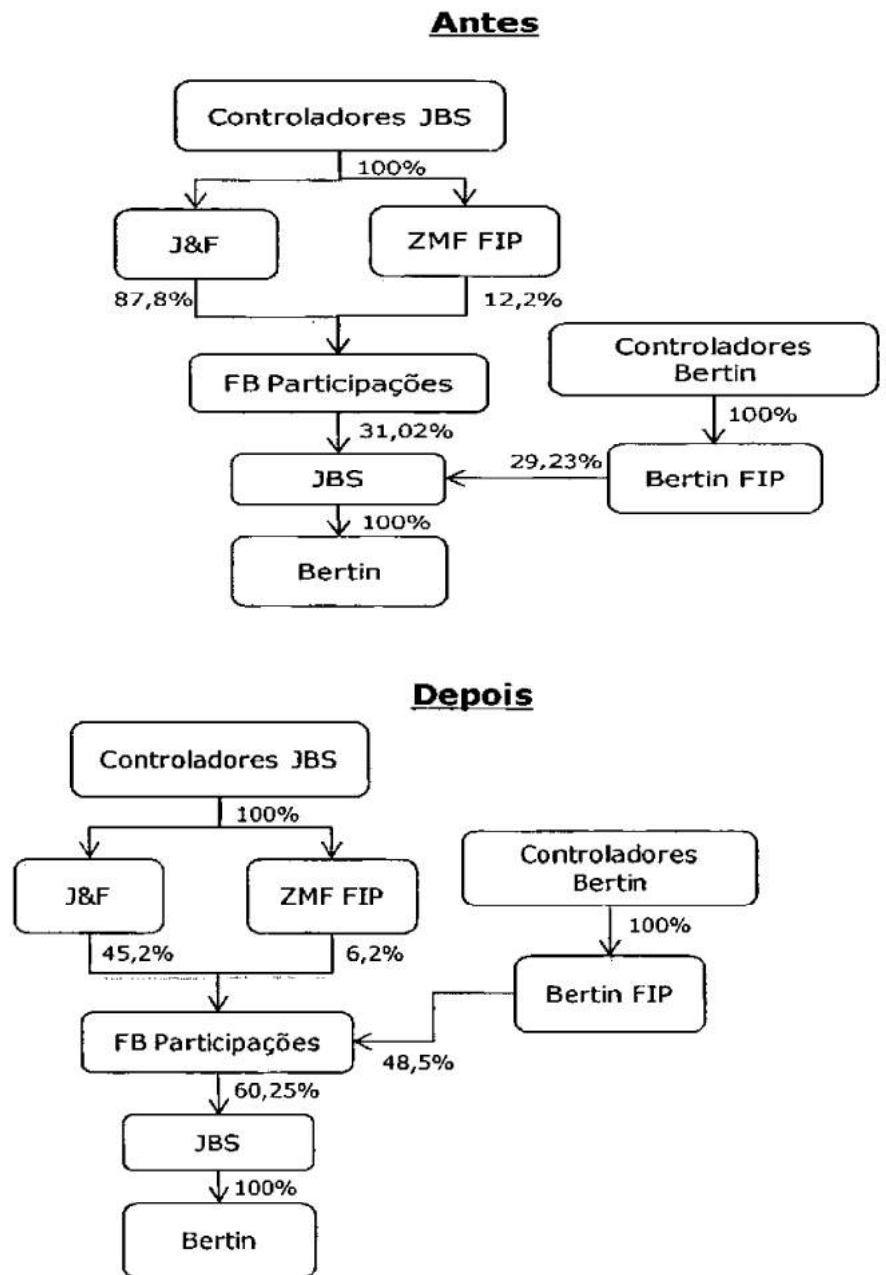 Antes
Controladores JBS
100%
J&F
ZMF FIP
87,8%
12,2%
Controladores
Bertin
FB Participações
100%
31,02%
29,23%
JBS
Bertin FIP
100%
Bertin
Depois
Controladores JBS
100%
Controladores
Bertin
J&F
ZMF FIP
100%
45,2%
6,2%
Bertin FIP
FB Participações
48,5%
60,25%
JBS
100%
Bertin